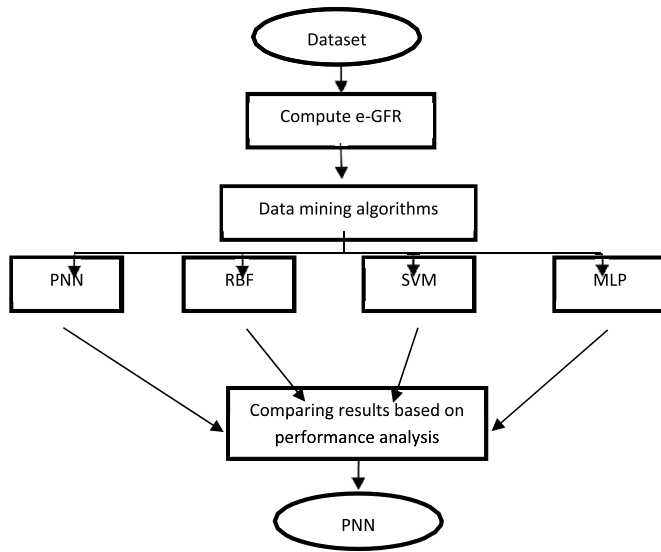 Dataset
Compute e-GFR
Data mining algorithms
PNN
RBF
SVM
MLP
Comparing results based on
performance analysis
PNN